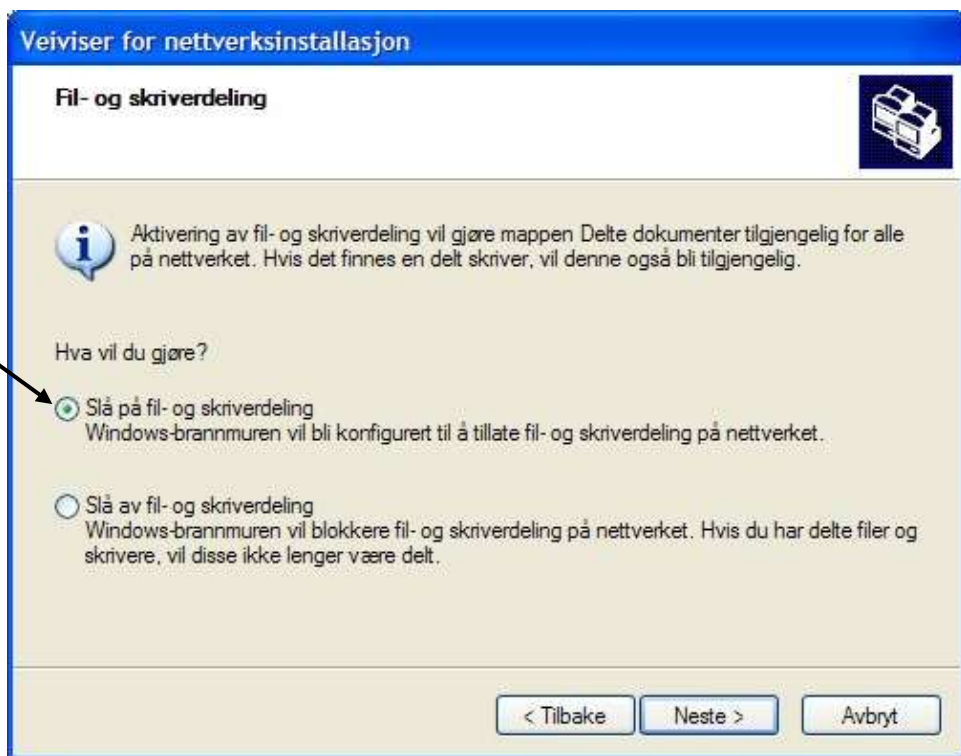 Veiviser for nettverksinstallasjon
Fil- og skriverdeling
Aktivering av fil- og skriverdeling vil gjøre mappen Delte dokumenter tilgjengelig for alle
på nettverket. Hvis det finnes en delt skriver, vil denne også bli tilgjengelig.
Hva vil du gjøre?
Slå på fil- og skriverdeling
Windows-brannmuren vil bli konfigurert til å tillate fil- og skriverdeling på nettverket.
Slå av fil- og skriverdeling
Windows-brannmuren vil blokkere fil- og skriverdeling på nettverket. Hvis du har delte filer og
skrivere, vil disse ikke lenger være delt.
< Tilbake Neste > Avbryt